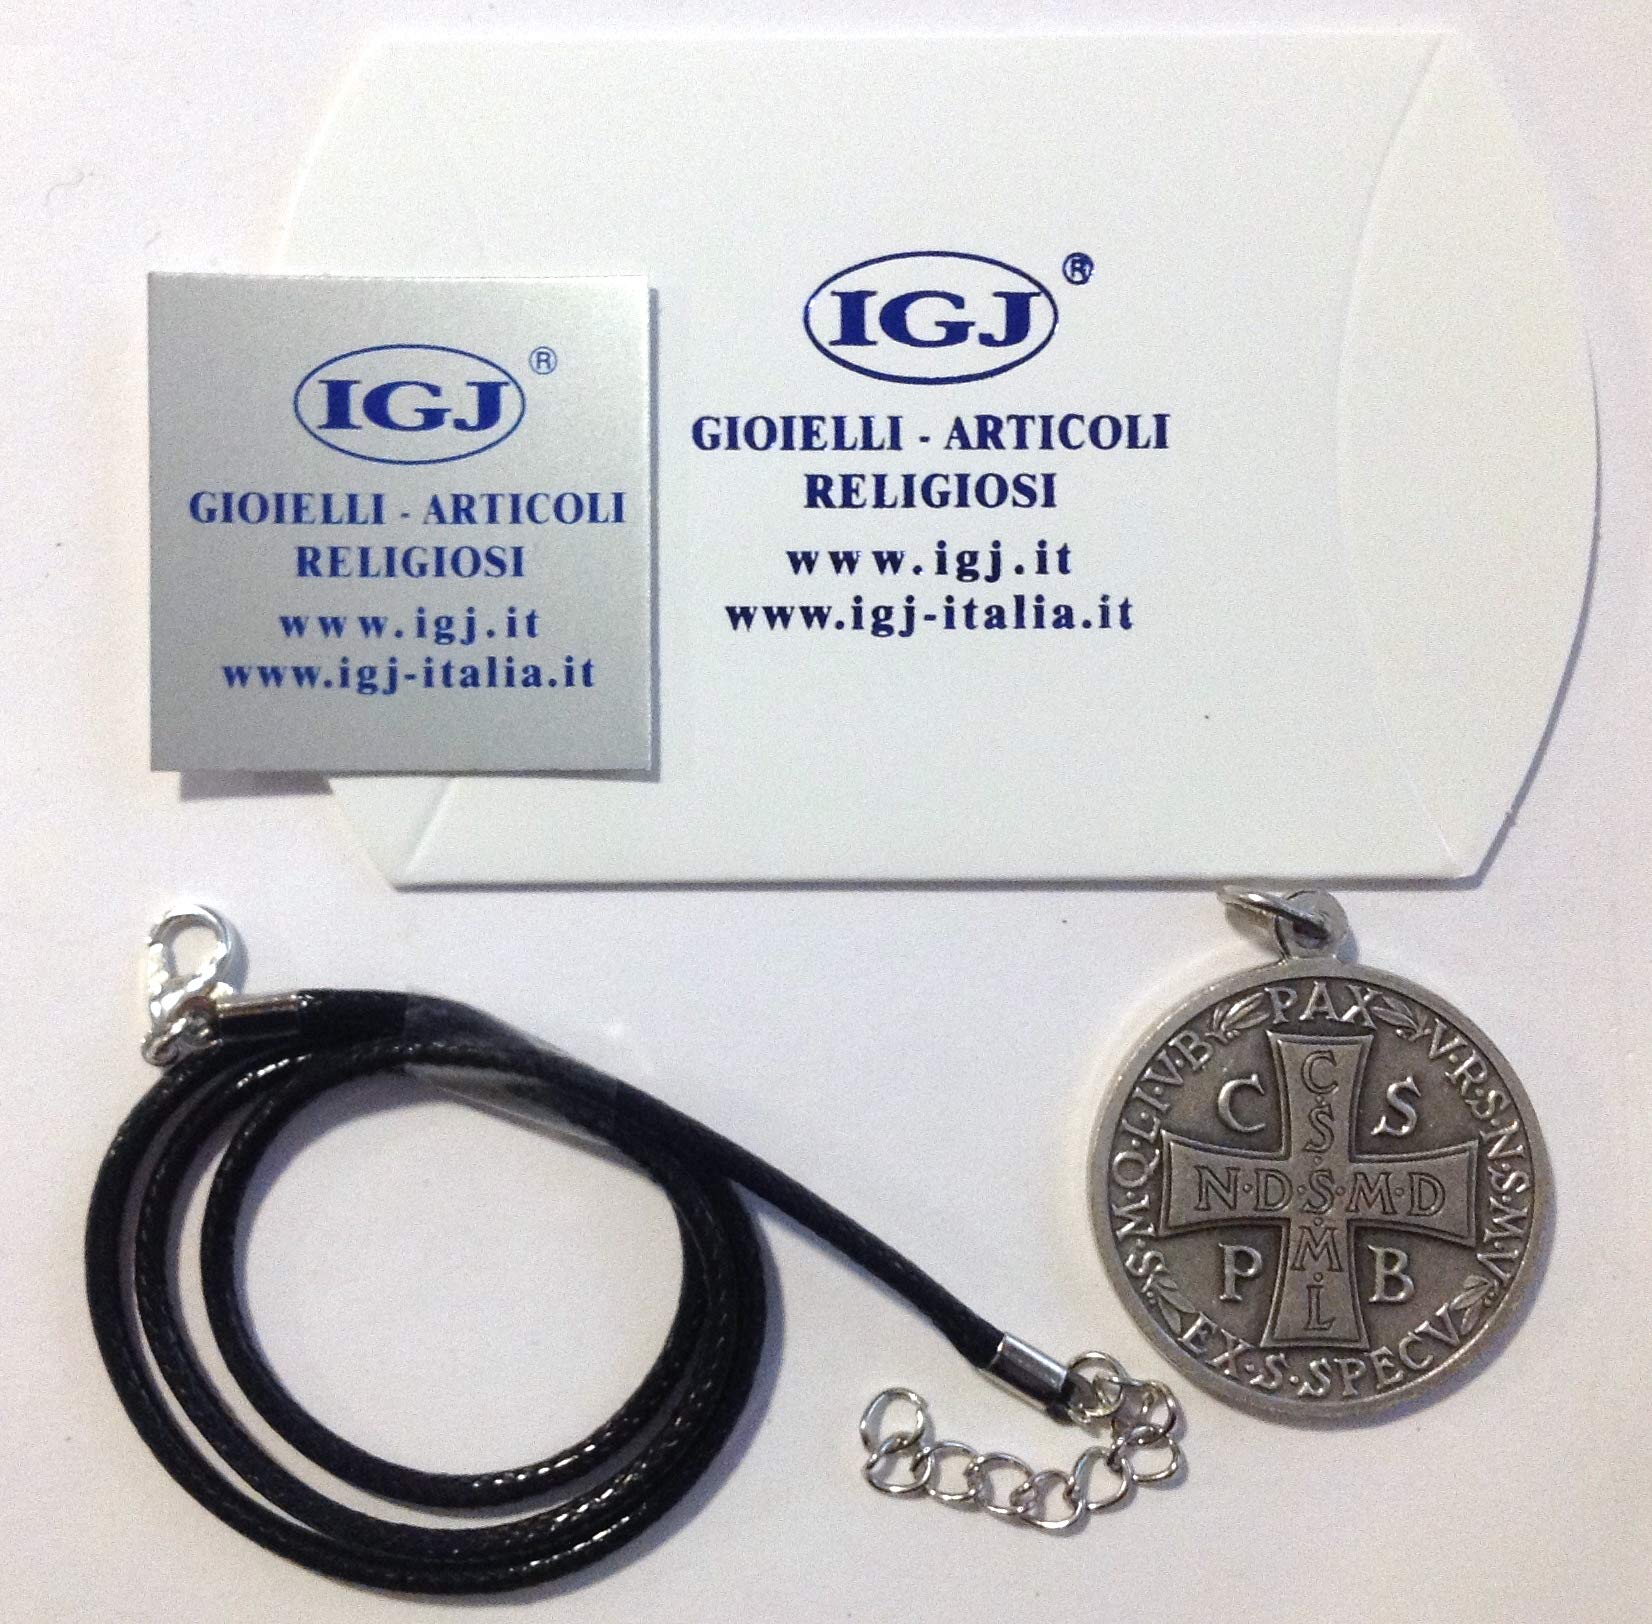 IGJ ®
GIOIELLI - ARTICOLI
RELIGIOSI
www.igj.it
www.igj-italia.it
IGJ ®
GIOIELLI - ARTICOLI
RELIGIOSI
www.igj.it
www.igj-italia.it
PAX
V·R·S·N·S·M·V·
S·M·Q·L·I·V·B
EX·S·SPECV
C S
P B
C·S·S·M·L
N·D·S·M·D